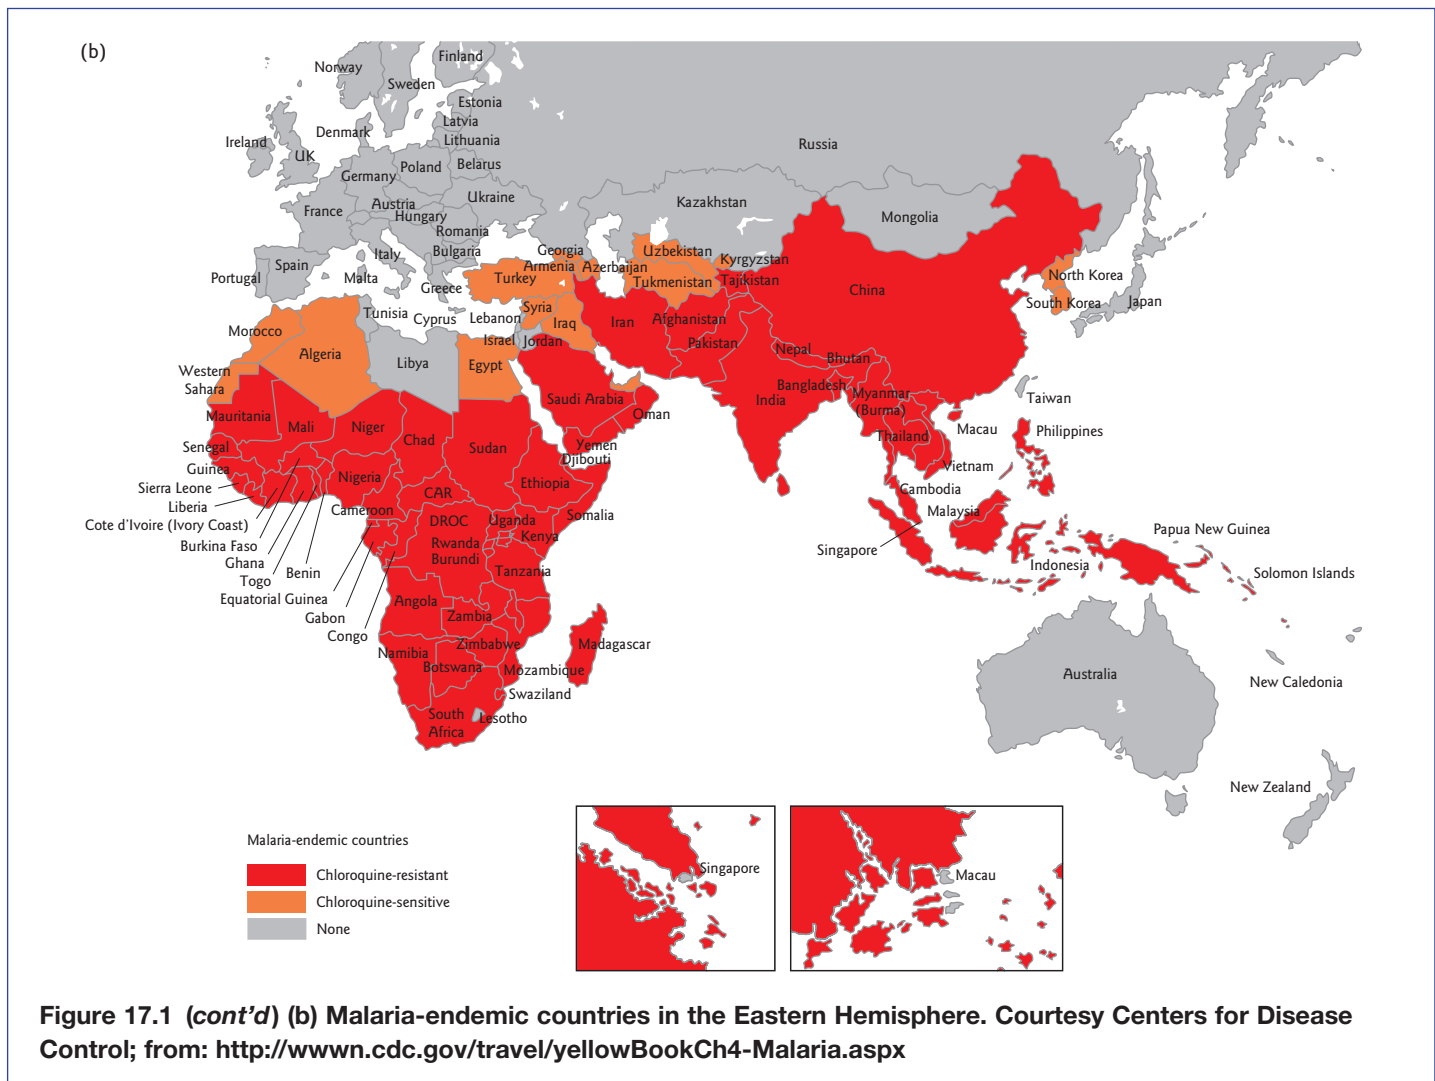 (b)
Finland
Norway
Sweden
Estonia
Latvia
Denmark
Lithuania
Ireland
UK
Russia
Belarus
Poland
Germany
Ukraine
Austria
Kazakhstan
France
Hungary
Mongolia
Romania
Georgia
Uzbekistan
Bulgaria
Italy
Kyrgyzstan
Spain
Armenia
Azerbaijan
Portugal
Malta
Turkey
Tukmenistan
Tajikistan
North Korea
Greece
China
South Korea
Japan
Syria
Tunisia
Cyprus
Lebanon
Iraq
Iran
Afghanistan
Morocco
Israel
Jordan
Pakistan
Nepal
Algeria
Bhutan
Libya
Egypt
Western
Sahara
Bangladesh
India
Myanmar
(Burma)
Taiwan
Saudi Arabia
Mauritania
Mali
Niger
Oman
Macau
Philippines
Chad
Sudan
Yemen
Thailand
Senegal
Djibouti
Guinea
Nigeria
Vietnam
Sierra Leone
Ethiopia
Cambodia
CAR
Liberia
Cameroon
Somalia
Malaysia
Cote d'Ivoire (Ivory Coast)
DROC
Uganda
Papua New Guinea
Burkina Faso
Rwanda
Burundi
Kenya
Singapore
Ghana
Indonesia
Togo
Benin
Tanzania
Solomon Islands
Equatorial Guinea
Angola
Gabon
Zambia
Congo
Zimbabwe
Madagascar
Namibia
Botswana
Mozambique
Australia
New Caledonia
Swaziland
South
Africa
Lesotho
New Zealand
Malaria-endemic countries
Chloroquine-resistant
Chloroquine-sensitive
None
Singapore
Macau
Figure 17.1 (cont'd) (b) Malaria-endemic countries in the Eastern Hemisphere. Courtesy Centers for Disease
Control; from: http://wwwn.cdc.gov/travel/yellowBookCh4-Malaria.aspx